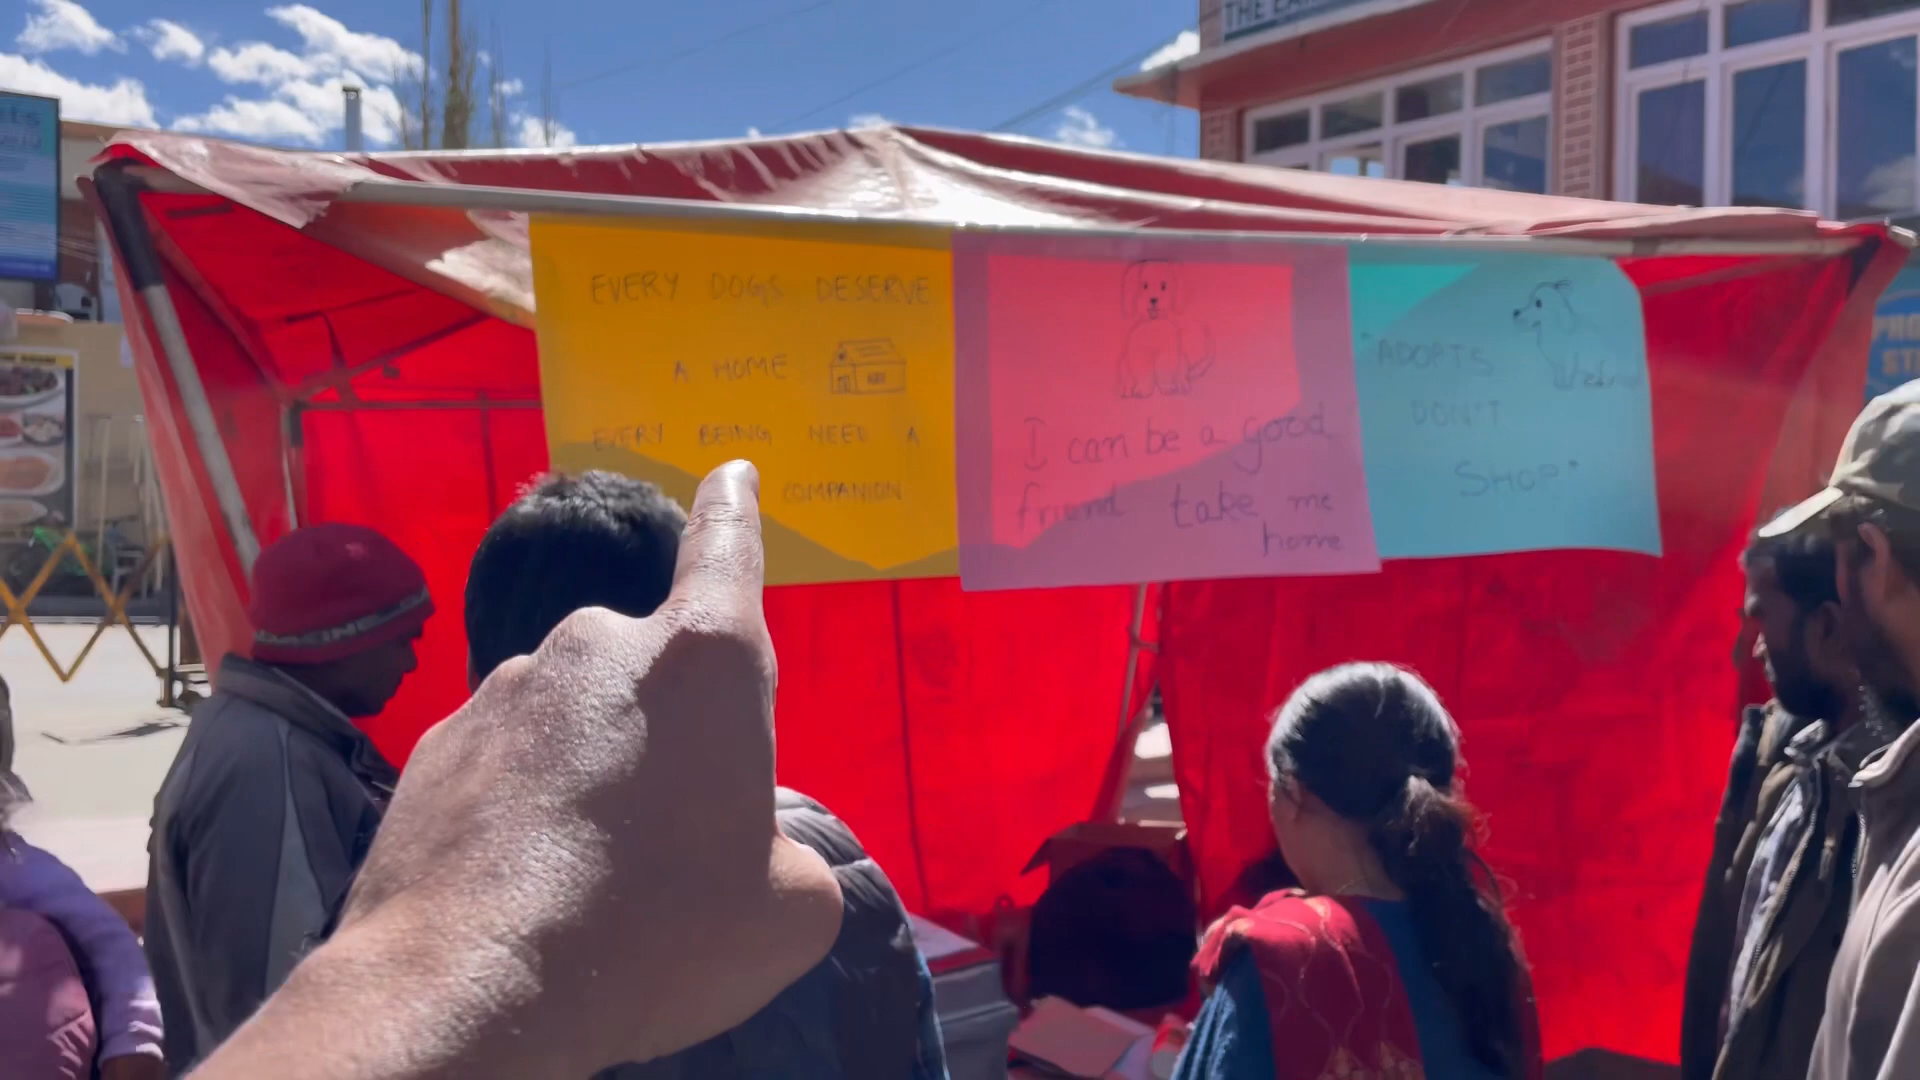 THE
EVERY DOGS DESERVE
A HOME
EVERY BEING NEED A
COMPANION
I can be a good
friend take me
home
"ADOPTS
DON'T
SHOP"
DAKINE